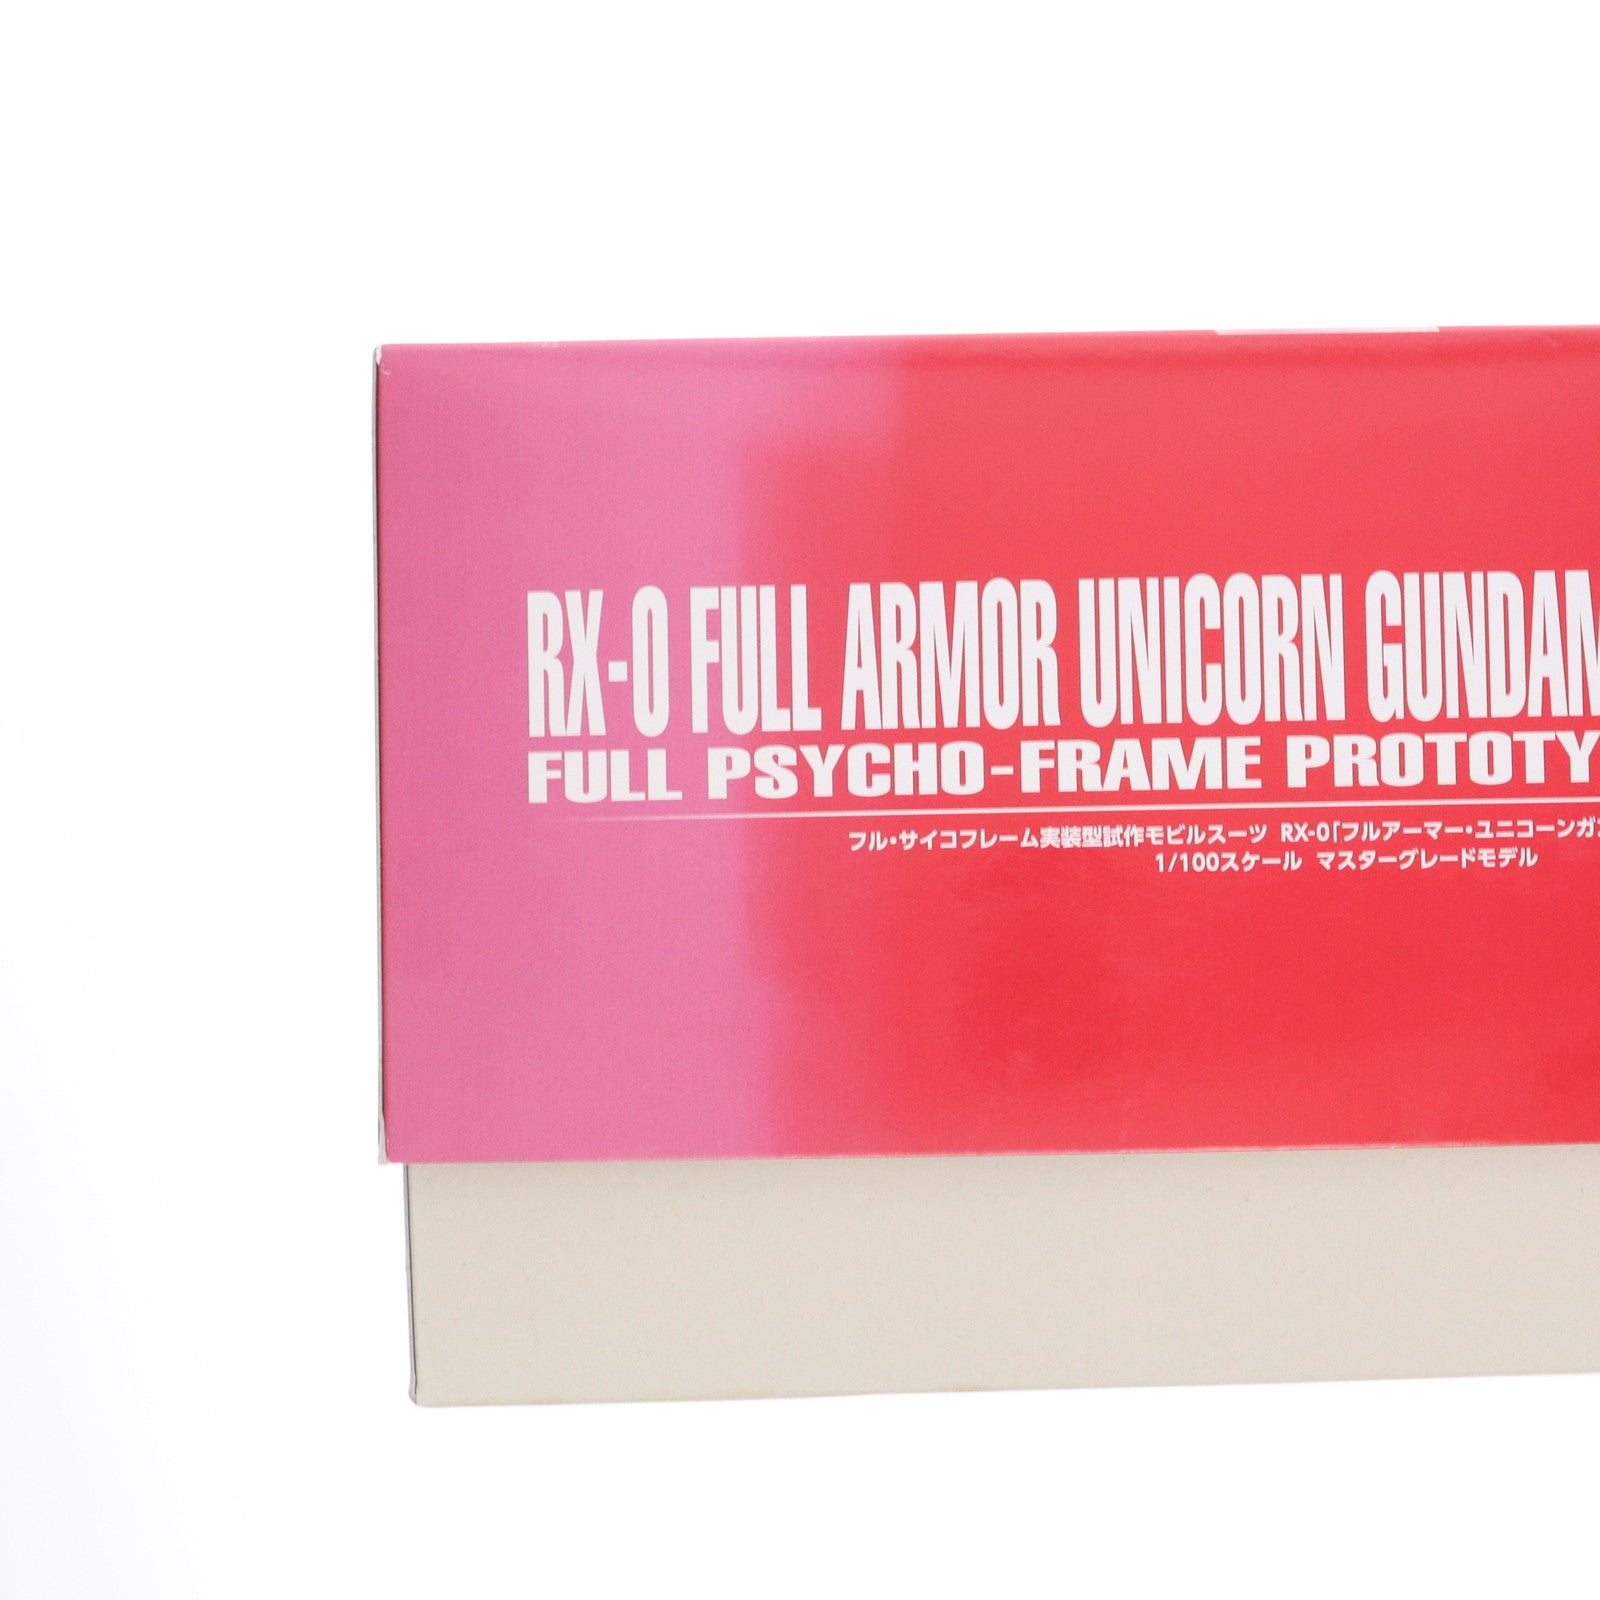 RX-0 FULL ARMOR UNICORN GUNDAM
FULL PSYCHO-FRAME PROTOTY
フル・サイコフレーム実装型試作モビルスーツ RX-0「フルアーマー・ユニコーンガ
1/100スケール マスターグレードモデル